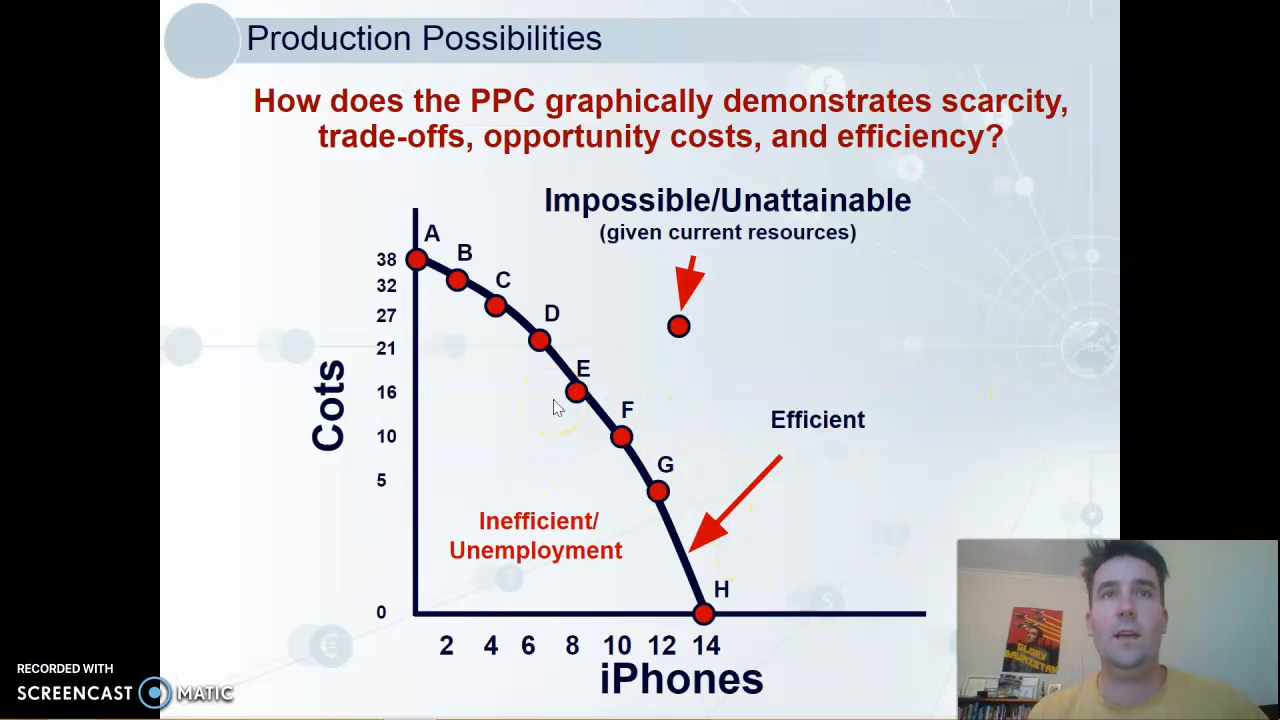 Production Possibilities
How does the PPC graphically demonstrates scarcity,
trade-offs, opportunity costs, and efficiency?
Impossible/Unattainable
(given current resources)
A
B
C
D
E
F
G
H
38
32
27
21
16
10
5
0
Cots
Efficient
Inefficient/
Unemployment
2 4 6 8 10 12 14
iPhones
RECORDED WITH
SCREENCAST MATIC
GLORY